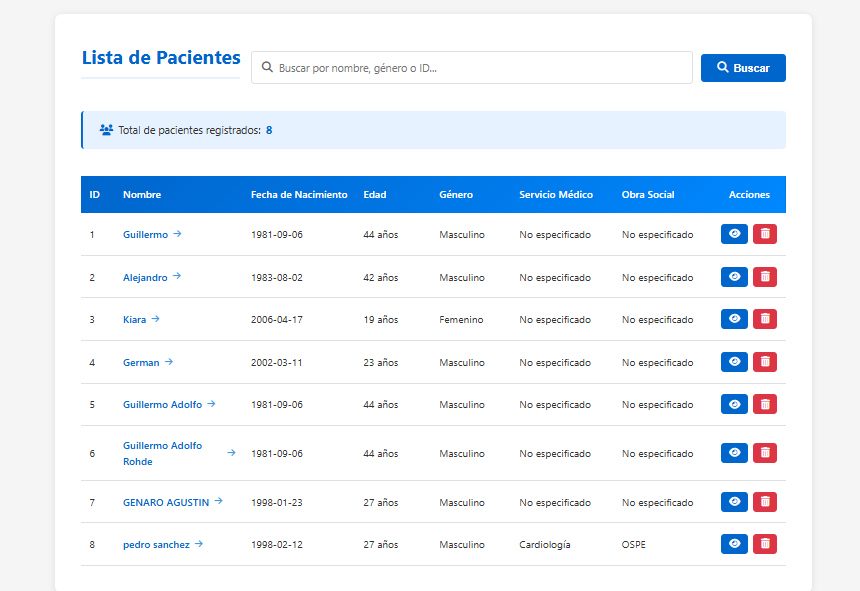 Lista de Pacientes
Buscar por nombre, género o ID...
Buscar
Total de pacientes registrados: 8
ID Nombre Fecha de Nacimiento Edad Género Servicio Médico Obra Social Acciones
1 Guillermo → 1981-09-06 44 años Masculino No especificado No especificado
2 Alejandro → 1983-08-02 42 años Masculino No especificado No especificado
3 Kiara → 2006-04-17 19 años Femenino No especificado No especificado
4 German → 2002-03-11 23 años Masculino No especificado No especificado
5 Guillermo Adolfo → 1981-09-06 44 años Masculino No especificado No especificado
6 Guillermo Adolfo Rohde → 1981-09-06 44 años Masculino No especificado No especificado
7 GENARO AGUSTIN → 1998-01-23 27 años Masculino No especificado No especificado
8 pedro sanchez → 1998-02-12 27 años Masculino Cardiología OSPE